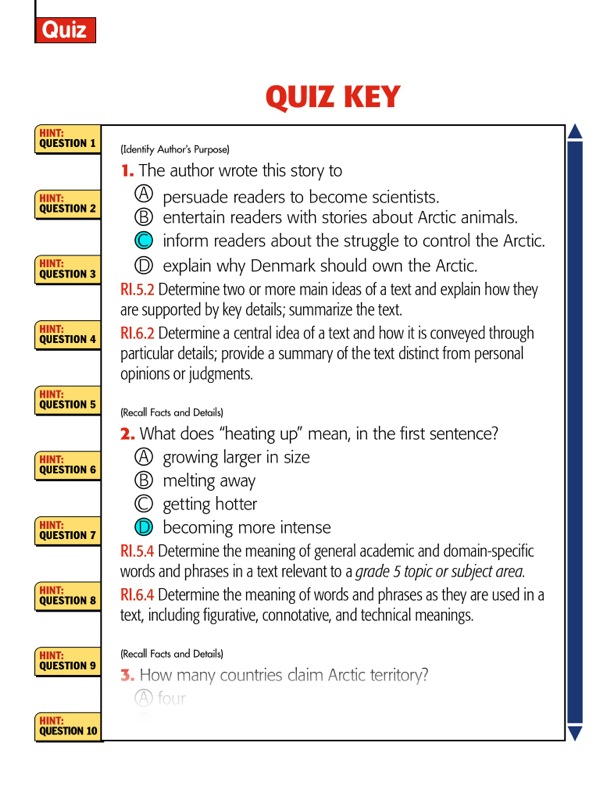 Quiz
QUIZ KEY
HINT:
QUESTION 1
HINT:
QUESTION 2
HINT:
QUESTION 3
HINT:
QUESTION 4
HINT:
QUESTION 5
HINT:
QUESTION 6
HINT:
QUESTION 7
HINT:
QUESTION 8
HINT:
QUESTION 9
HINT:
QUESTION 10
(Identify Author's Purpose)
1. The author wrote this story to
A persuade readers to become scientists.
B entertain readers with stories about Arctic animals.
C inform readers about the struggle to control the Arctic.
D explain why Denmark should own the Arctic.
RI.5.2 Determine two or more main ideas of a text and explain how they
are supported by key details; summarize the text.
RI.6.2 Determine a central idea of a text and how it is conveyed through
particular details; provide a summary of the text distinct from personal
opinions or judgments.
(Recall Facts and Details)
2. What does “heating up” mean, in the first sentence?
A growing larger in size
B melting away
C getting hotter
D becoming more intense
RI.5.4 Determine the meaning of general academic and domain-specific
words and phrases in a text relevant to a grade 5 topic or subject area.
RI.6.4 Determine the meaning of words and phrases as they are used in a
text, including figurative, connotative, and technical meanings.
(Recall Facts and Details)
3. How many countries claim Arctic territory?
A four